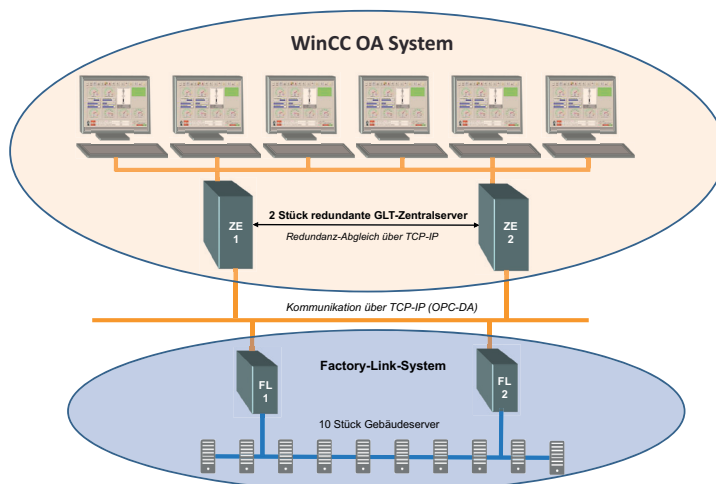 WinCC OA System
ZE
1
2 Stück redundante GLT-Zentralserver
Redundanz-Abgleich über TCP-IP
ZE
2
Kommunikation über TCP-IP (OPC-DA)
FL
1
Factory-Link-System
FL
2
10 Stück Gebäudeserver